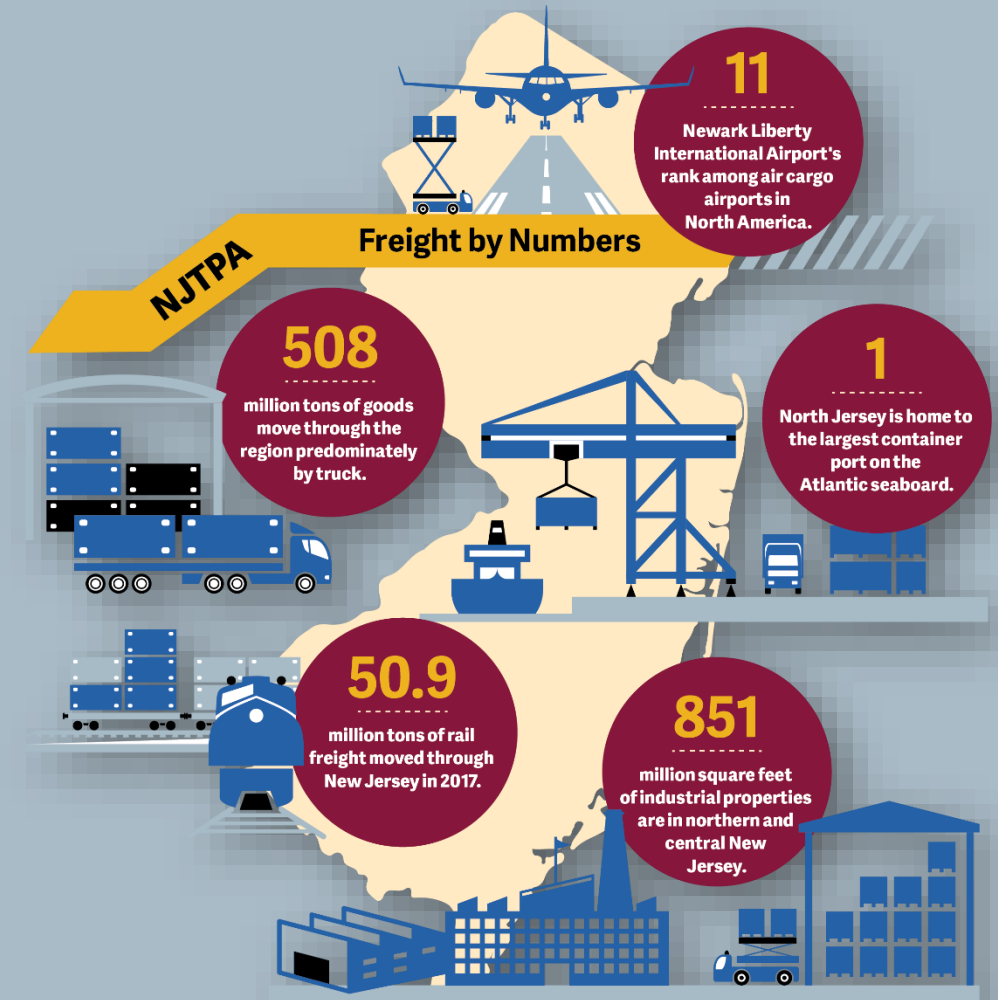 11
Newark Liberty
International Airport's
rank among air cargo
airports in
North America.
NJTPA
Freight by Numbers
508
million tons of goods
move through the
region predominately
by truck.
1
North Jersey is home to
the largest container
port on the
Atlantic seaboard.
50.9
million tons of rail
freight moved through
New Jersey in 2017.
851
million square feet
of industrial properties
are in northern and
central New
Jersey.